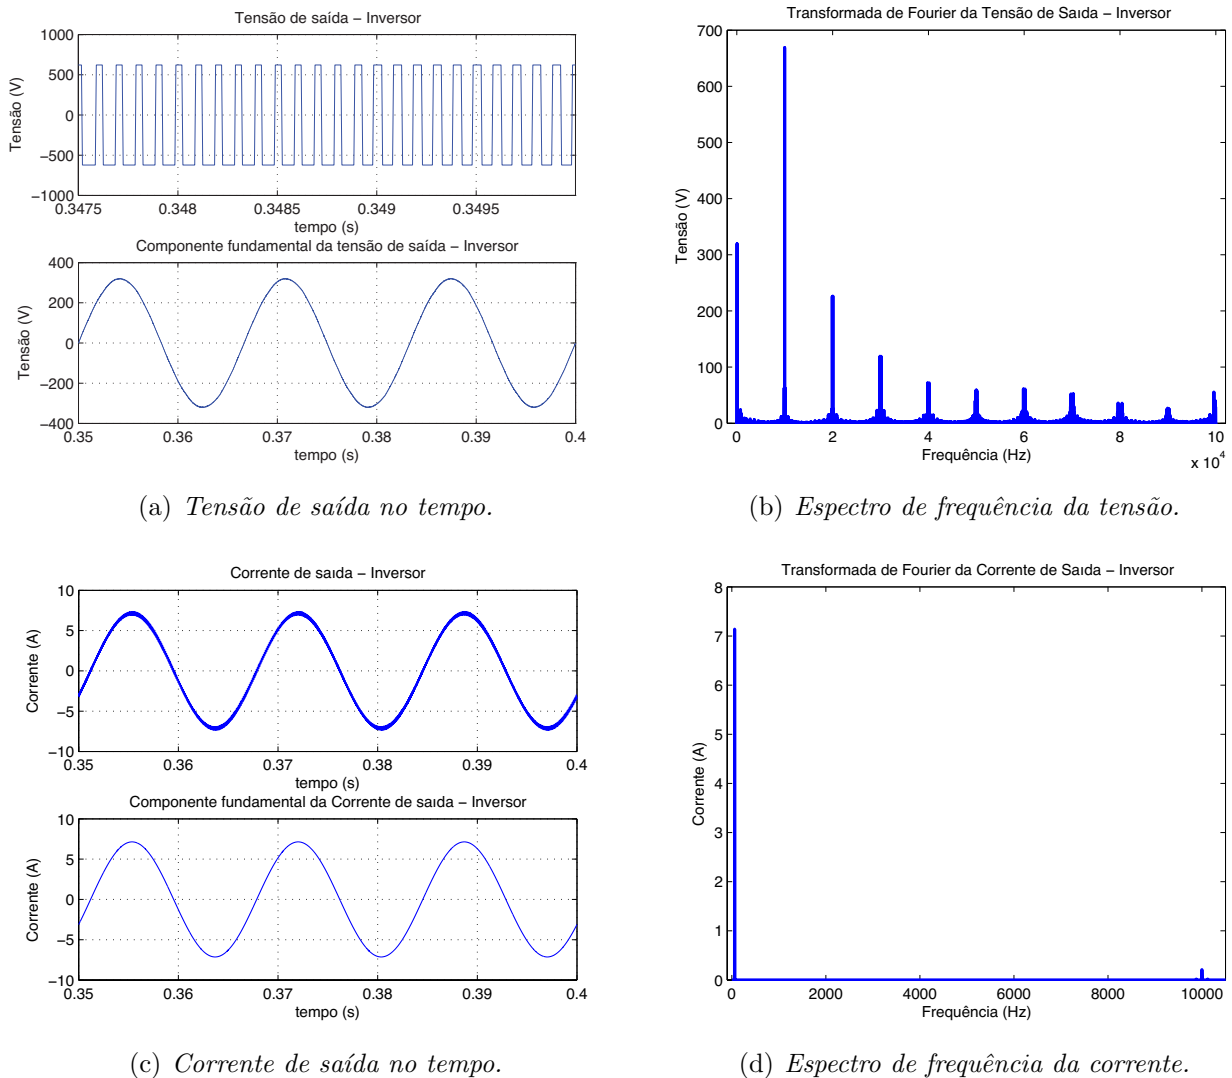 Tensão de saída − Inversor
1000
500
0
−500
−1000
Tensão (V)
0.3475 0.348 0.3485 0.349 0.3495
tempo (s)
Componente fundamental da tensão de saída − Inversor
400
200
0
−200
−400
Tensão (V)
0.35 0.36 0.37 0.38 0.39 0.4
tempo (s)
(a) Tensão de saída no tempo.
Transformada de Fourier da Tensão de Saıda − Inversor
700
600
500
400
300
200
100
0
Tensão (V)
0 2 4 6 8 10
x 10^4
Frequência (Hz)
(b) Espectro de frequência da tensão.
Corrente de saıda − Inversor
10
5
0
−5
−10
Corrente (A)
0.35 0.36 0.37 0.38 0.39 0.4
tempo (s)
Componente fundamental da Corrente de saıda − Inversor
10
5
0
−5
−10
Corrente (A)
0.35 0.36 0.37 0.38 0.39 0.4
tempo (s)
(c) Corrente de saída no tempo.
Transformada de Fourier da Corrente de Saıda − Inversor
8
7
6
5
4
3
2
1
0
Corrente (A)
0 2000 4000 6000 8000 10000
Frequência (Hz)
(d) Espectro de frequência da corrente.